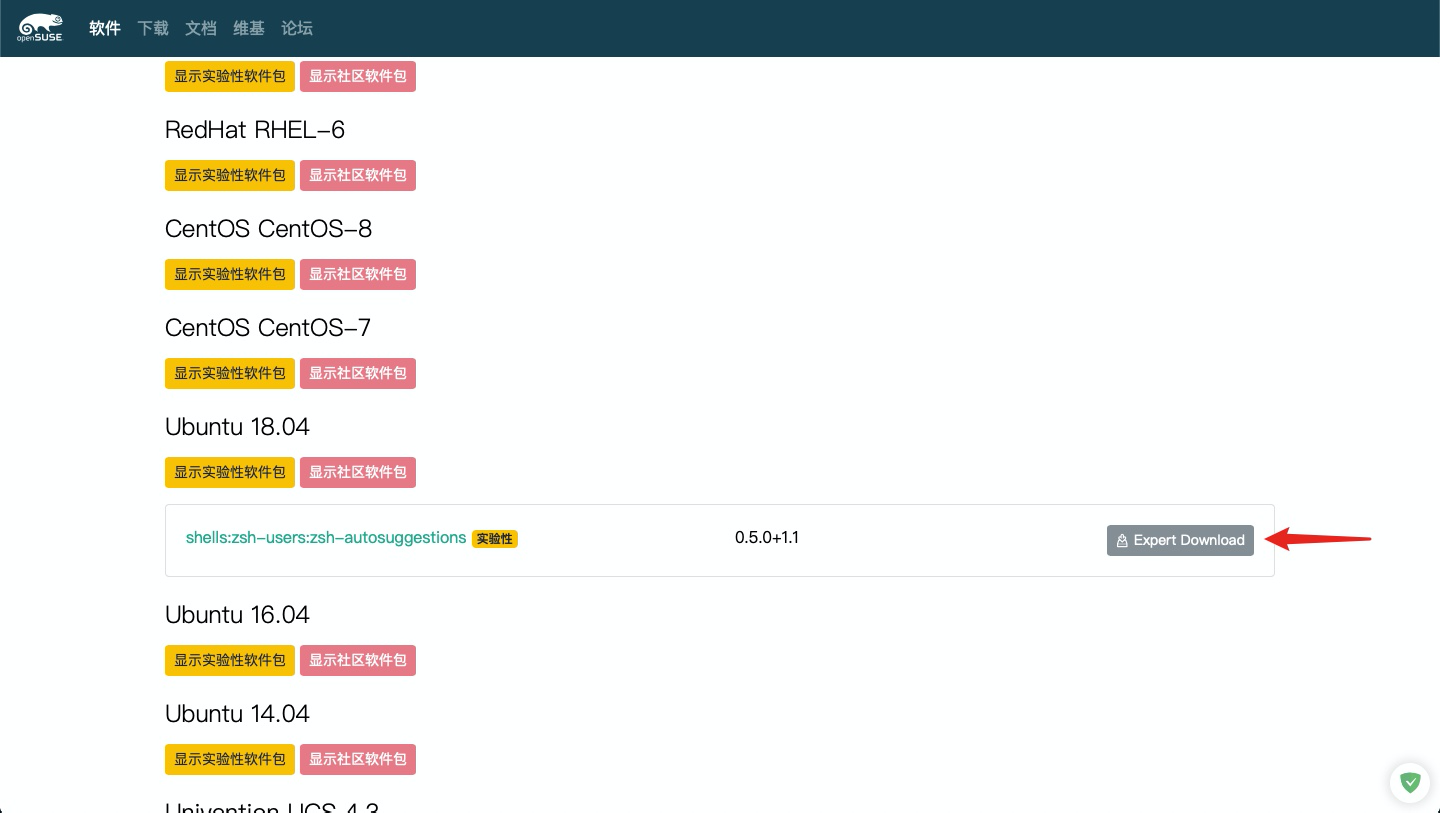 openSUSE 软件 下载 文档 维基 论坛
显示实验性软件包 显示社区软件包
RedHat RHEL-6
显示实验性软件包 显示社区软件包
CentOS CentOS-8
显示实验性软件包 显示社区软件包
CentOS CentOS-7
显示实验性软件包 显示社区软件包
Ubuntu 18.04
显示实验性软件包 显示社区软件包
shells:zsh-users:zsh-autosuggestions 实验性 0.5.0+1.1 Expert Download
Ubuntu 16.04
显示实验性软件包 显示社区软件包
Ubuntu 14.04
显示实验性软件包 显示社区软件包
Univention UCS 4.3